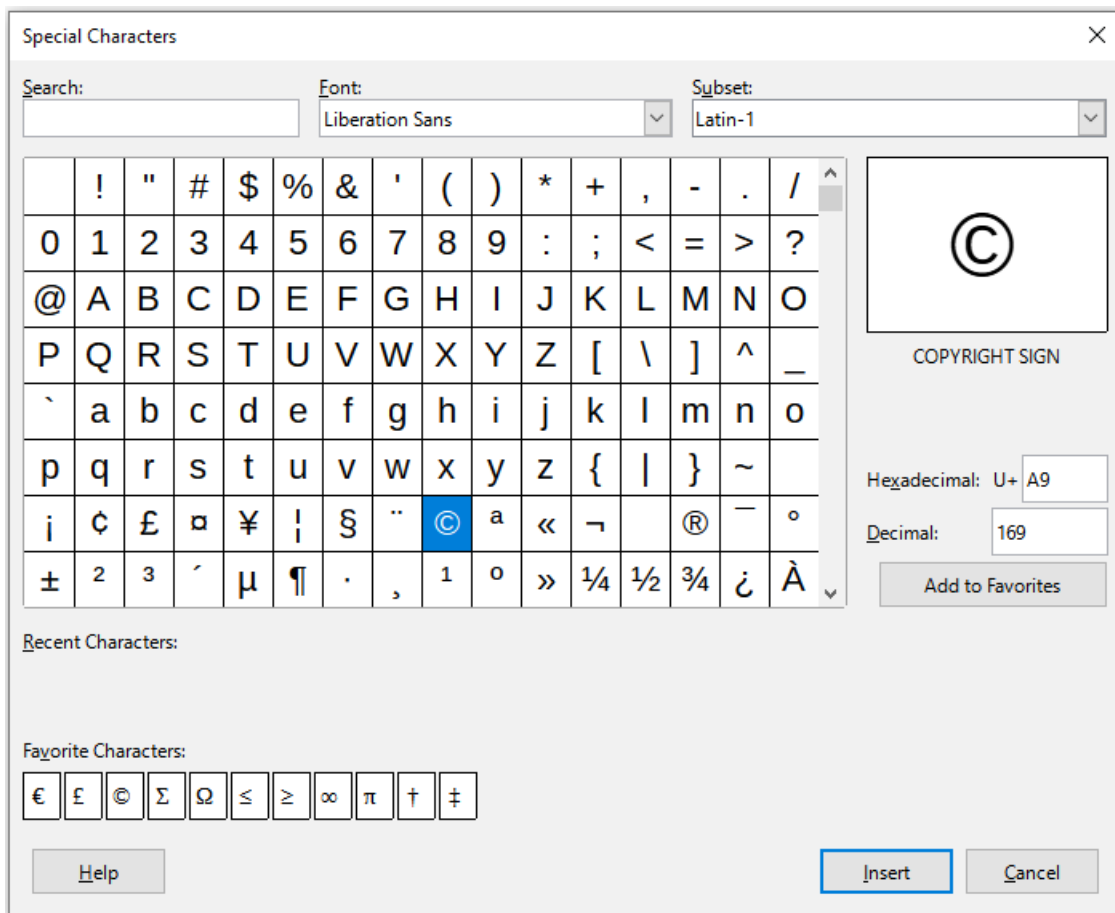 Special Characters
Search: Font: Subset:
Liberation Sans Latin-1
! " # $ % & ' ( ) * + , - . /
0 1 2 3 4 5 6 7 8 9 : ; < = > ?
@ A B C D E F G H I J K L M N O
P Q R S T U V W X Y Z [ \ ] ^ _
` a b c d e f g h i j k l m n o
p q r s t u v w x y z { | } ~
¡ ¢ £ ¤ ¥ ¦ § ¨ © ª « ¬ ® ¯ °
± ² ³ ´ µ ¶ · ¸ ¹ º » ¼ ½ ¾ ¿ À
©
COPYRIGHT SIGN
Hexadecimal: U+ A9
Decimal: 169
Add to Favorites
Recent Characters:
Favorite Characters:
€ £ © Σ Ω ≤ ≥ ∞ π † ‡
Help Insert Cancel